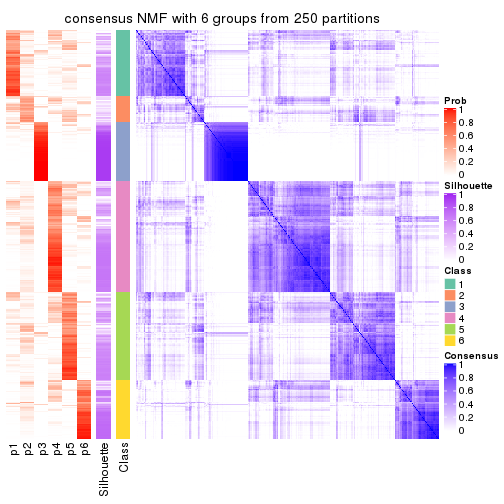 consensus NMF with 6 groups from 250 partitions
Prob
1
0.8
0.6
0.4
0.2
0
Silhouette
1
0.8
0.6
0.4
0.2
0
Class
1
2
3
4
5
6
Consensus
1
0.8
0.6
0.4
0.2
0
p1
p2
p3
p4
p5
p6
Silhouette
Class